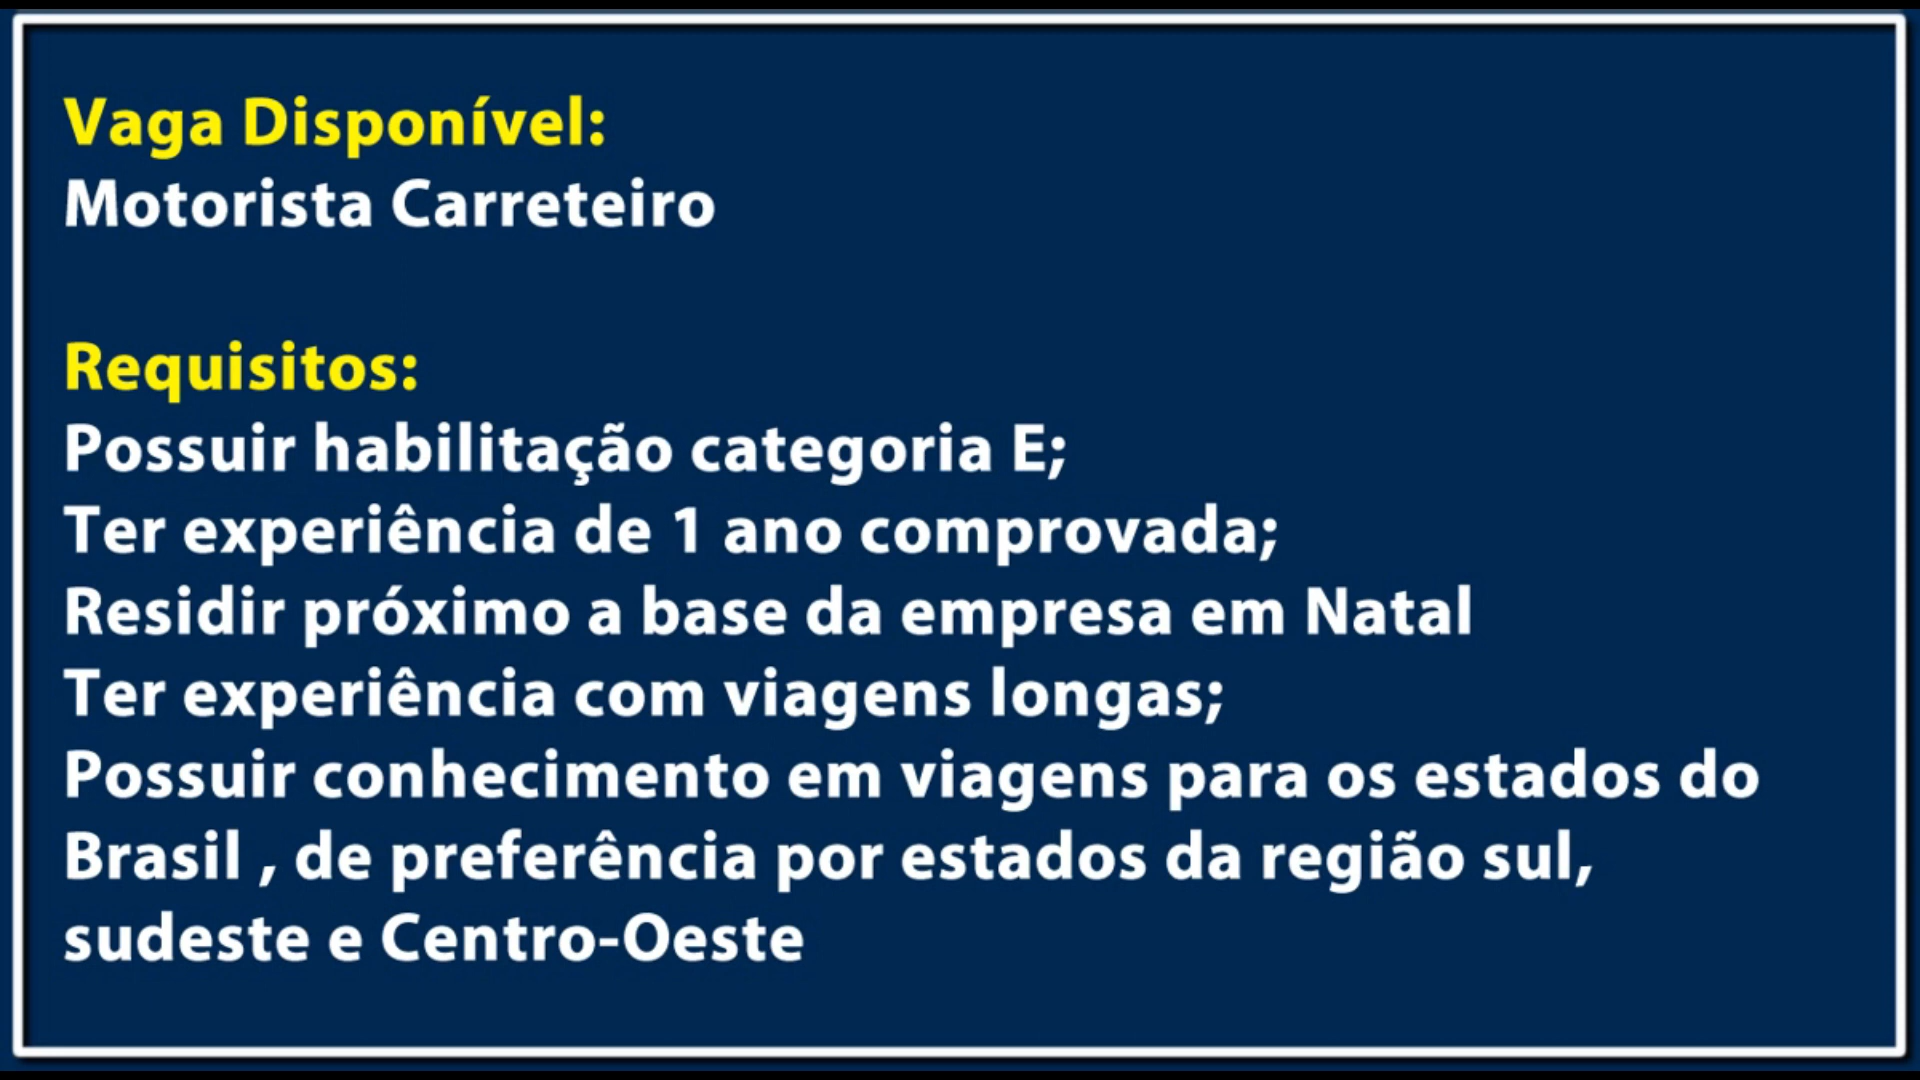 Vaga Disponível:
Motorista Carreteiro
Requisitos:
Possuir habilitação categoria E;
Ter experiência de 1 ano comprovada;
Residir próximo a base da empresa em Natal
Ter experiência com viagens longas;
Possuir conhecimento em viagens para os estados do
Brasil , de preferência por estados da região sul,
sudeste e Centro-Oeste